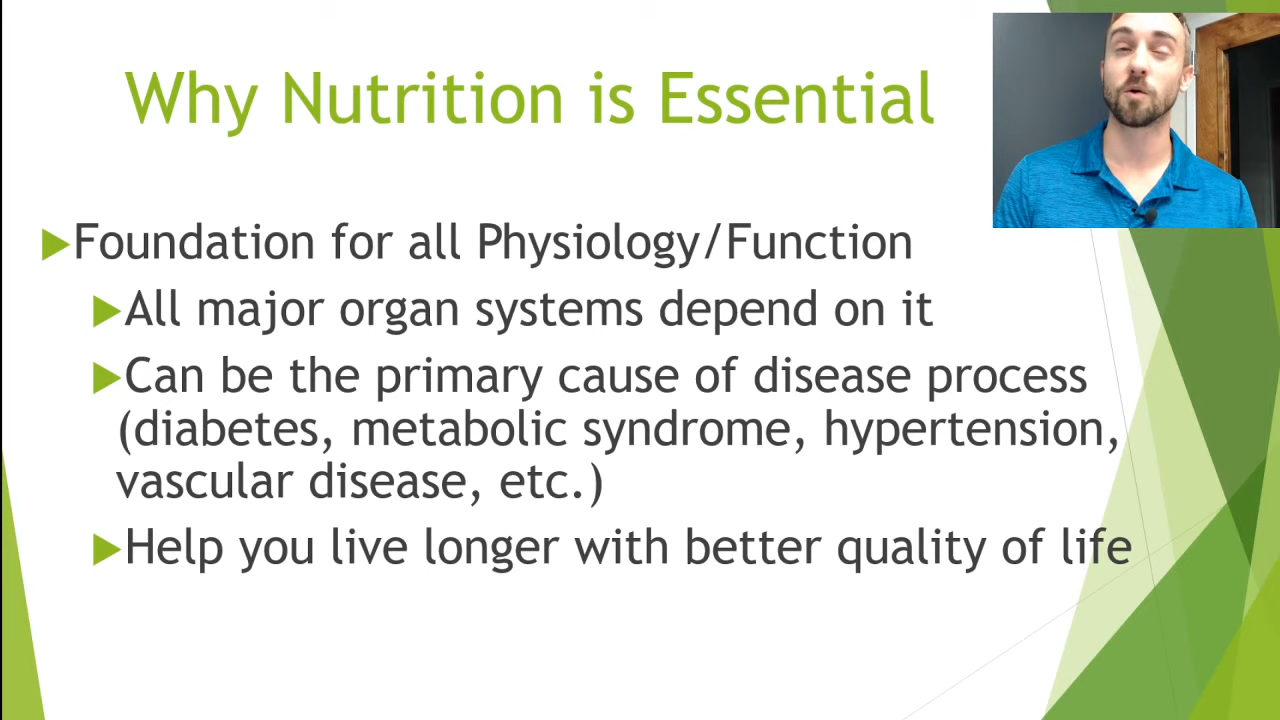 Why Nutrition is Essential
Foundation for all Physiology/Function
All major organ systems depend on it
Can be the primary cause of disease process
(diabetes, metabolic syndrome, hypertension,
vascular disease, etc.)
Help you live longer with better quality of life